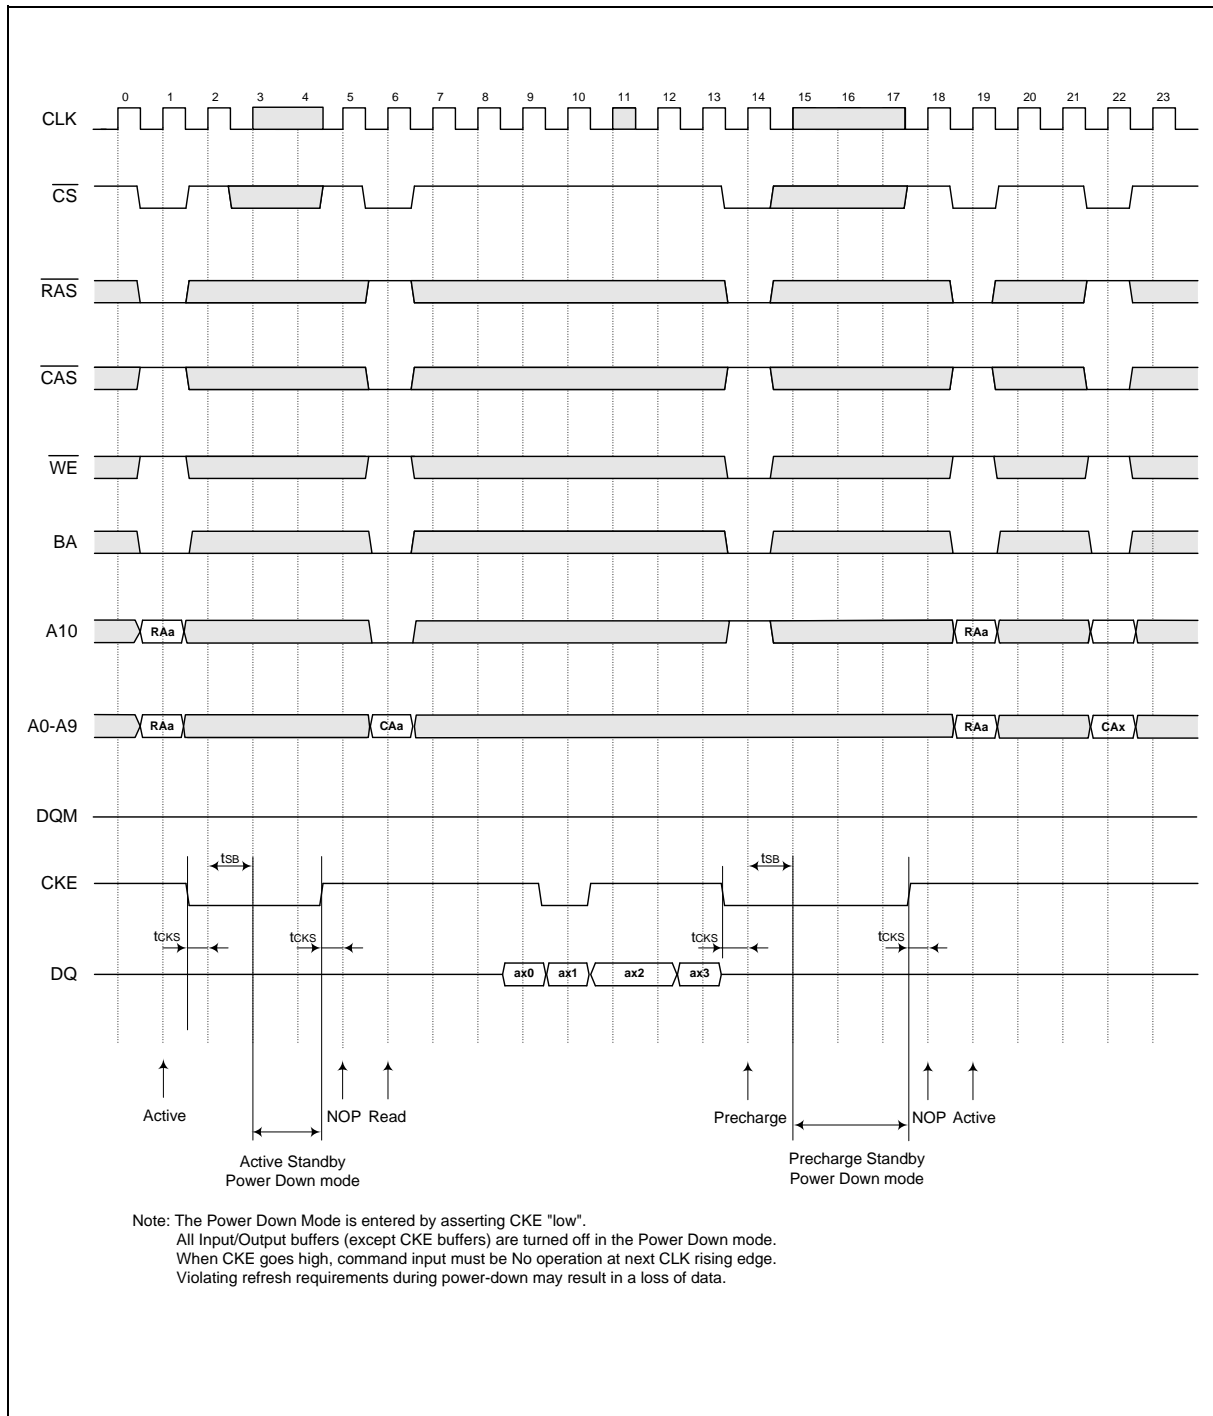 0 1 2 3 4 5 6 7 8 9 10 11 12 13 14 15 16 17 18 19 20 21 22 23
CLK
CS
RAS
CAS
WE
BA
A10 RAa RAa
A0-A9 RAa CAa RAa CAx
DQM
tSB tSB
CKE
tCKS tCKS tCKS tCKS
DQ ax0 ax1 ax2 ax3
Active NOP Read Precharge NOP Active
Active Standby
Power Down mode
Precharge Standby
Power Down mode
Note: The Power Down Mode is entered by asserting CKE "low".
All Input/Output buffers (except CKE buffers) are turned off in the Power Down mode.
When CKE goes high, command input must be No operation at next CLK rising edge.
Violating refresh requirements during power-down may result in a loss of data.